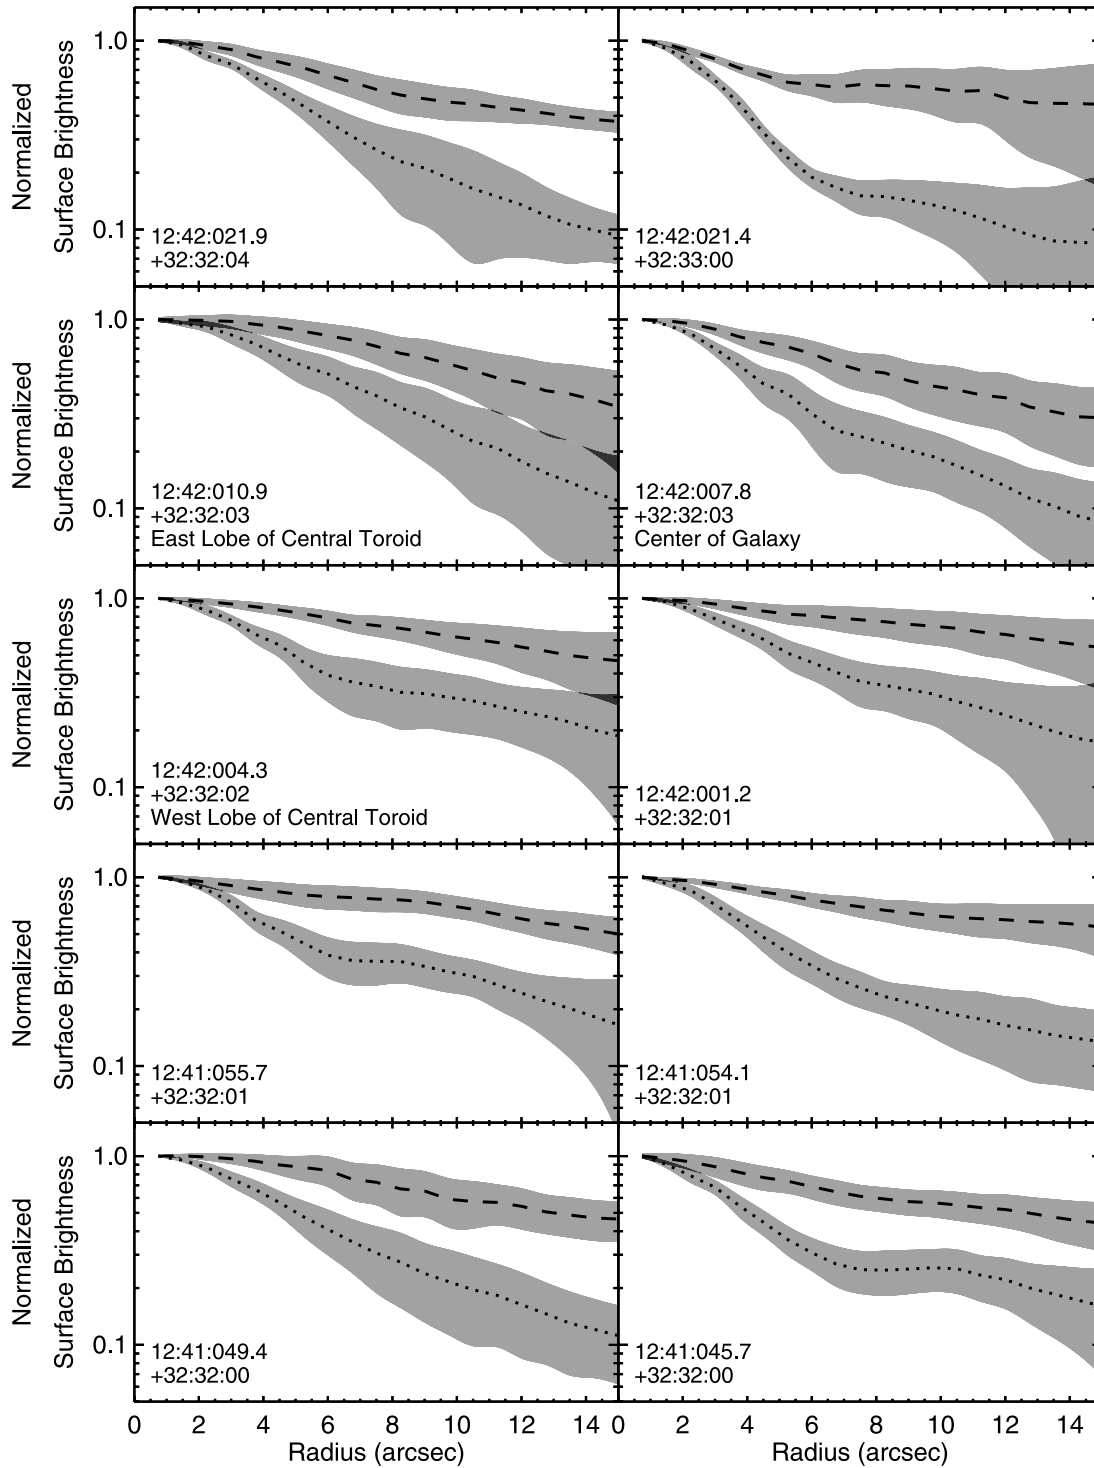 Normalized
Surface Brightness
1.0
0.1
12:42:021.9
+32:32:04
12:42:021.4
+32:33:00
Normalized
Surface Brightness
1.0
0.1
12:42:010.9
+32:32:03
East Lobe of Central Toroid
12:42:007.8
+32:32:03
Center of Galaxy
Normalized
Surface Brightness
1.0
0.1
12:42:004.3
+32:32:02
West Lobe of Central Toroid
12:42:001.2
+32:32:01
Normalized
Surface Brightness
1.0
0.1
12:41:055.7
+32:32:01
12:41:054.1
+32:32:01
Normalized
Surface Brightness
1.0
0.1
12:41:049.4
+32:32:00
12:41:045.7
+32:32:00
0 2 4 6 8 10 12 14 0 2 4 6 8 10 12 14
Radius (arcsec) Radius (arcsec)